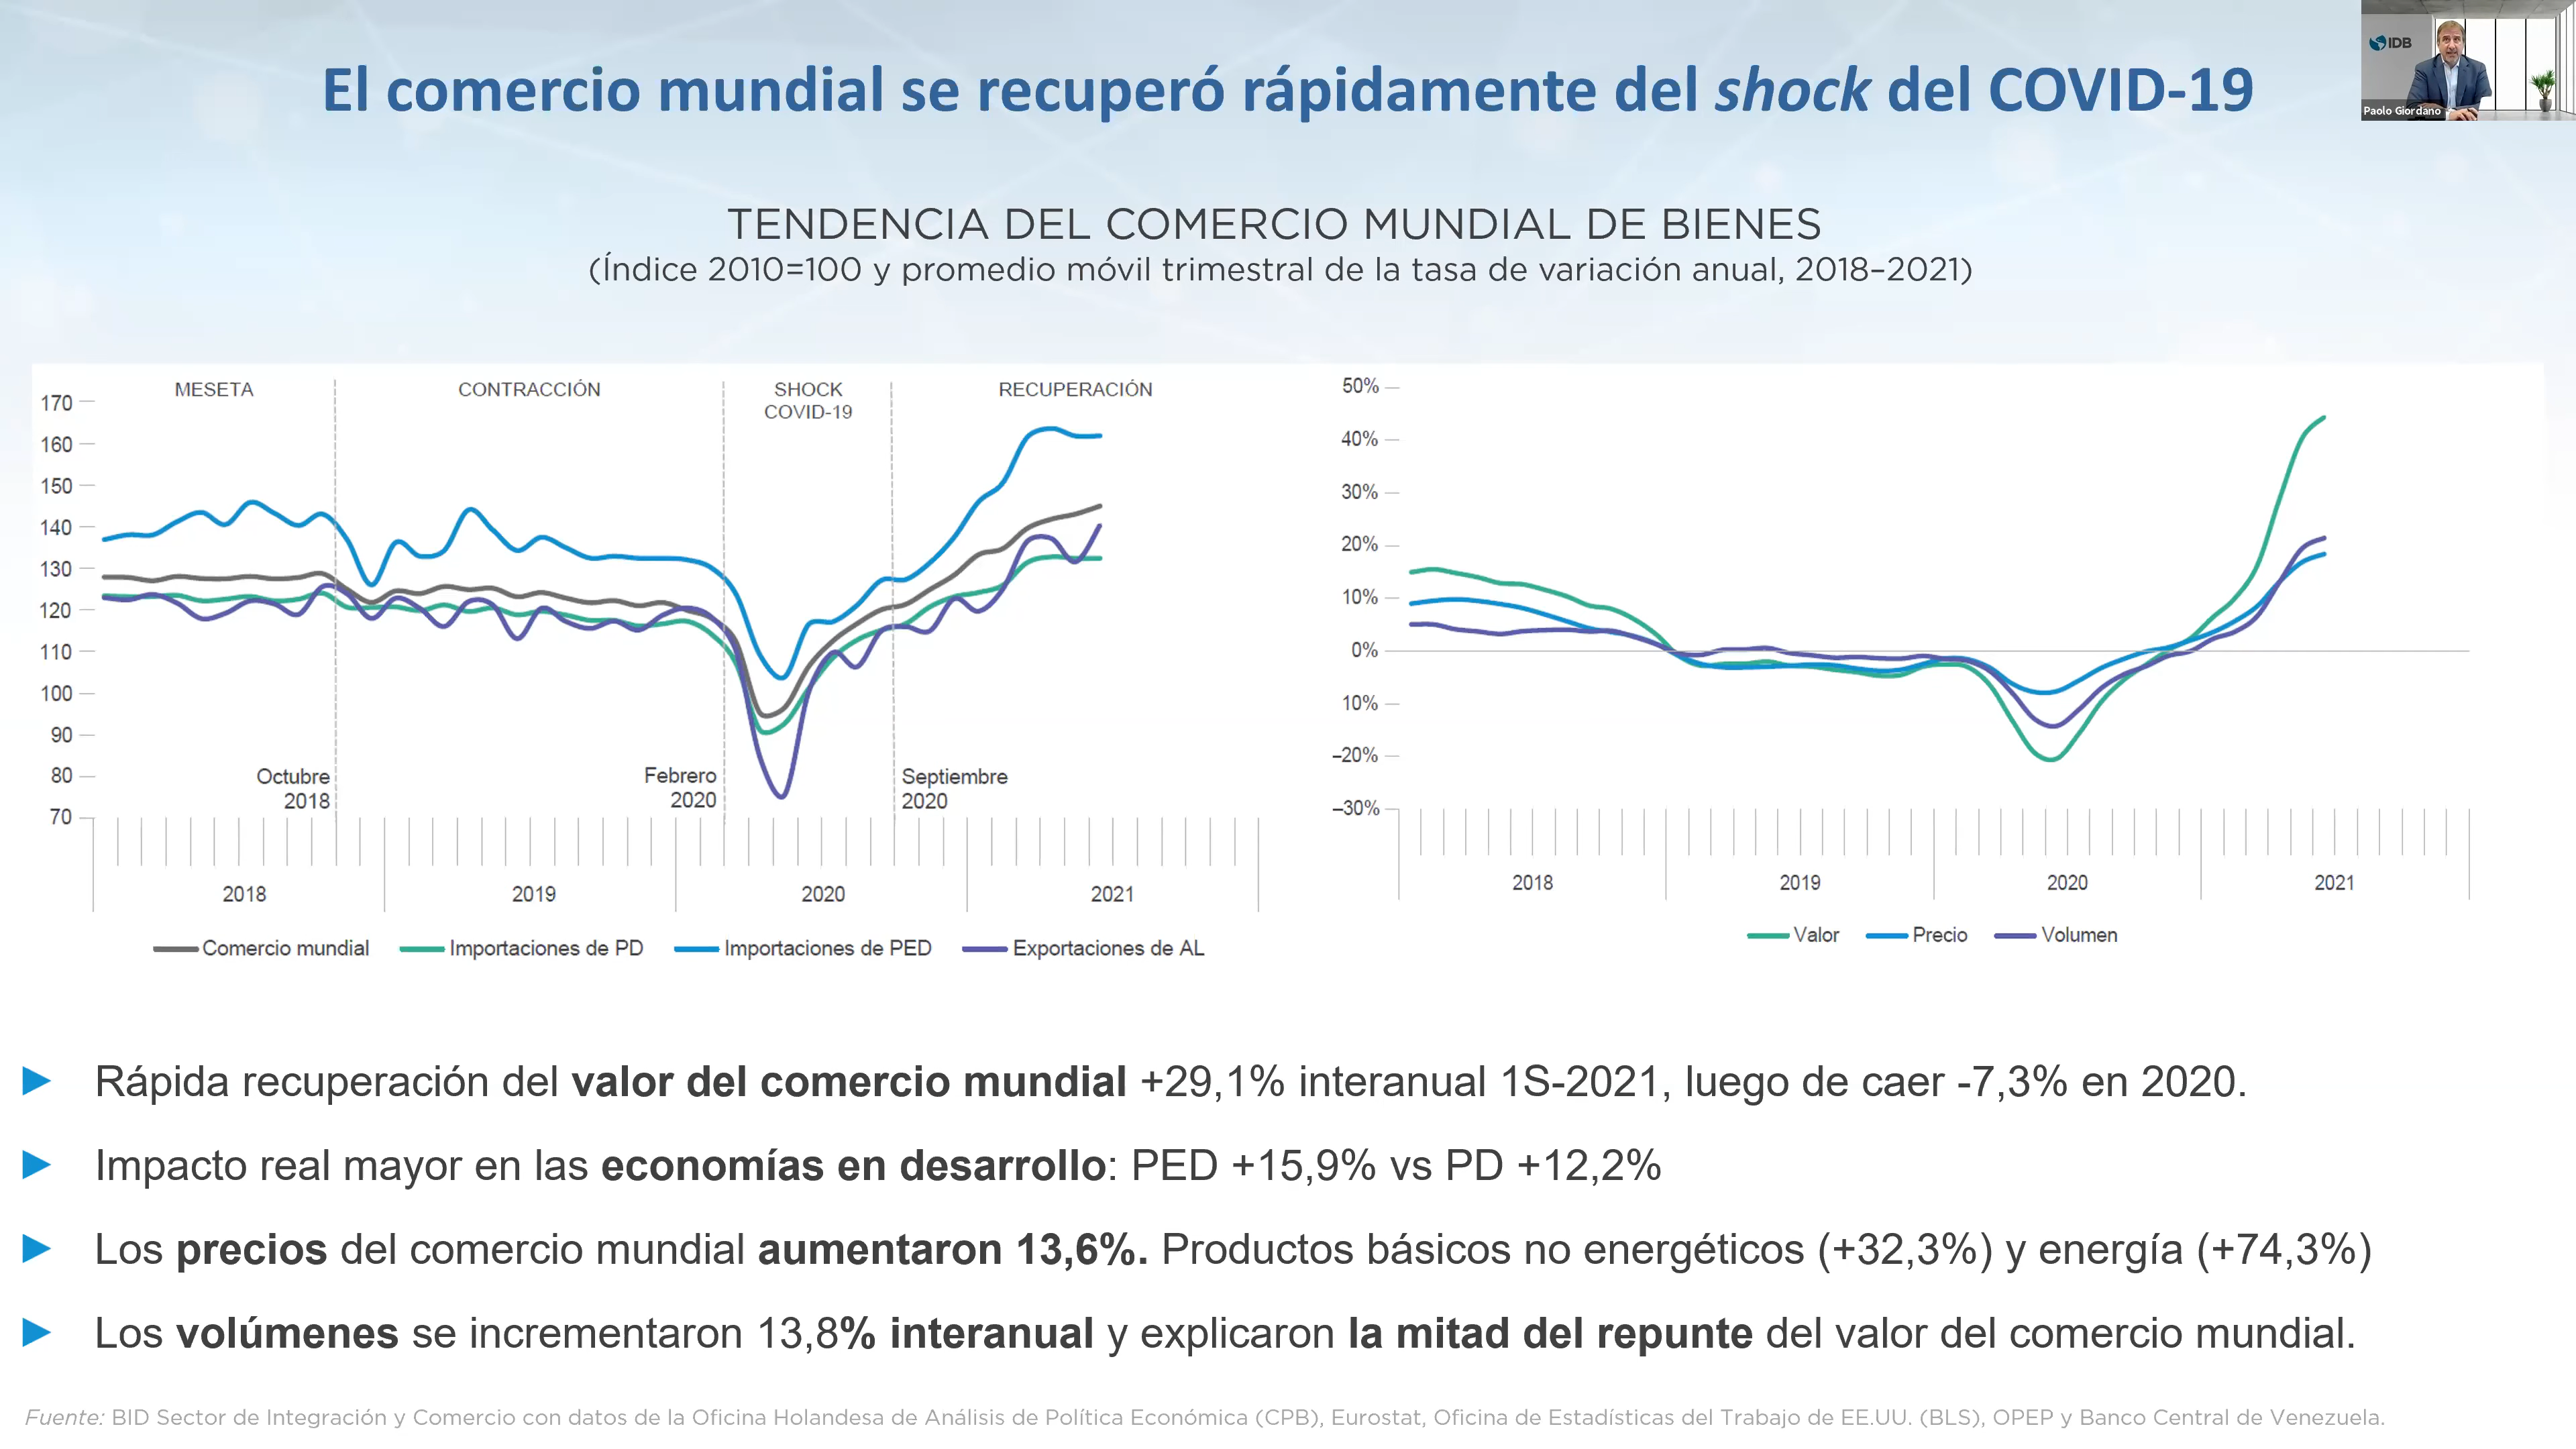 El comercio mundial se recuperó rápidamente del shock del COVID-19
IDB
Paolo Giordano
TENDENCIA DEL COMERCIO MUNDIAL DE BIENES
(Índice 2010=100 y promedio móvil trimestral de la tasa de variación anual, 2018–2021)
MESETA
CONTRACCIÓN
SHOCK
COVID-19
RECUPERACIÓN
170
160
150
140
130
120
110
100
90
80
70
Octubre
2018
Febrero
2020
Septiembre
2020
2018
2019
2020
2021
Comercio mundial
Importaciones de PD
Importaciones de PED
Exportaciones de AL
50%
40%
30%
20%
10%
0%
10%
–20%
–30%
2018
2019
2020
2021
Valor
Precio
Volumen
Rápida recuperación del valor del comercio mundial +29,1% interanual 1S-2021, luego de caer -7,3% en 2020.
Impacto real mayor en las economías en desarrollo: PED +15,9% vs PD +12,2%
Los precios del comercio mundial aumentaron 13,6%. Productos básicos no energéticos (+32,3%) y energía (+74,3%)
Los volúmenes se incrementaron 13,8% interanual y explicaron la mitad del repunte del valor del comercio mundial.
Fuente: BID Sector de Integración y Comercio con datos de la Oficina Holandesa de Análisis de Política Económica (CPB), Eurostat, Oficina de Estadísticas del Trabajo de EE.UU. (BLS), OPEP y Banco Central de Venezuela.